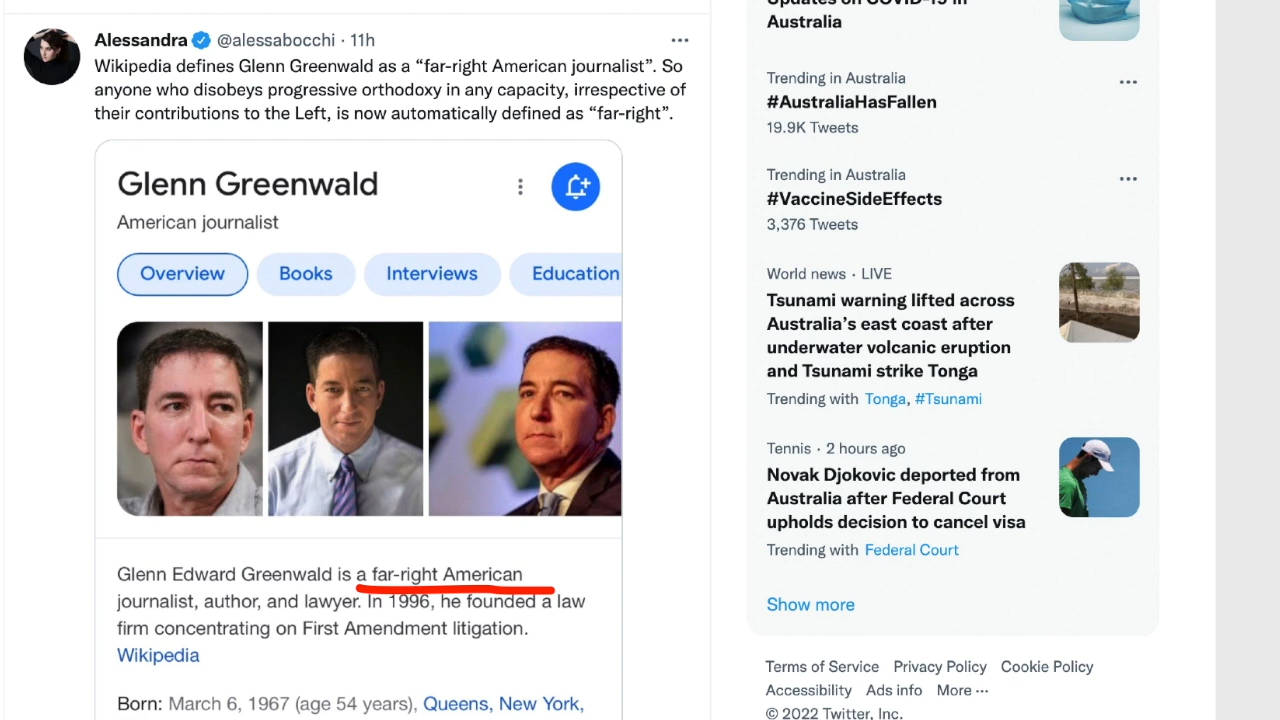 Alessandra @alessabocchi · 11h
Wikipedia defines Glenn Greenwald as a “far-right American journalist”. So
anyone who disobeys progressive orthodoxy in any capacity, irrespective of
their contributions to the Left, is now automatically defined as “far-right”.
Glenn Greenwald
American journalist
Overview
Books
Interviews
Education
Glenn Edward Greenwald is a far-right American
journalist, author, and lawyer. In 1996, he founded a law
firm concentrating on First Amendment litigation.
Wikipedia
Born: March 6, 1967 (age 54 years), Queens, New York,
Updates on COVID-19 in
Australia
Trending in Australia
#AustraliaHasFallen
19.9K Tweets
Trending in Australia
#VaccineSideEffects
3,376 Tweets
World news · LIVE
Tsunami warning lifted across
Australia’s east coast after
underwater volcanic eruption
and Tsunami strike Tonga
Trending with Tonga, #Tsunami
Tennis · 2 hours ago
Novak Djokovic deported from
Australia after Federal Court
upholds decision to cancel visa
Trending with Federal Court
Show more
Terms of Service Privacy Policy Cookie Policy
Accessibility Ads info More ···
© 2022 Twitter, Inc.